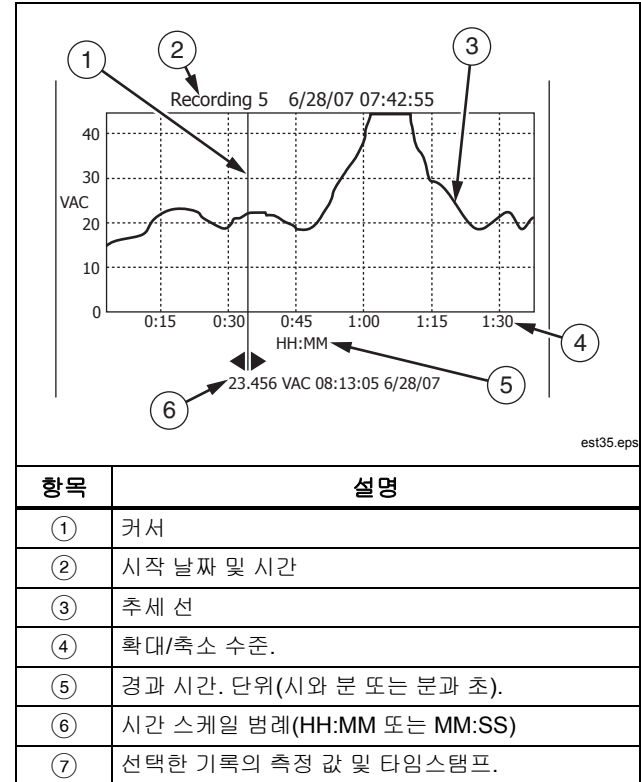 1
2
3
Recording 5 6/28/07 07:42:55
40
30
VAC
20
10
0
0:15 0:30 0:45 1:00 1:15 1:30
HH:MM
4
23.456 VAC 08:13:05 6/28/07
5
6
est35.eps
항목 설명
① 커서
② 시작 날짜 및 시간
③ 추세 선
④ 확대/축소 수준.
⑤ 경과 시간. 단위(시와 분 또는 분과 초).
⑥ 시간 스케일 범례(HH:MM 또는 MM:SS)
⑦ 선택한 기록의 측정 값 및 타임스탬프.